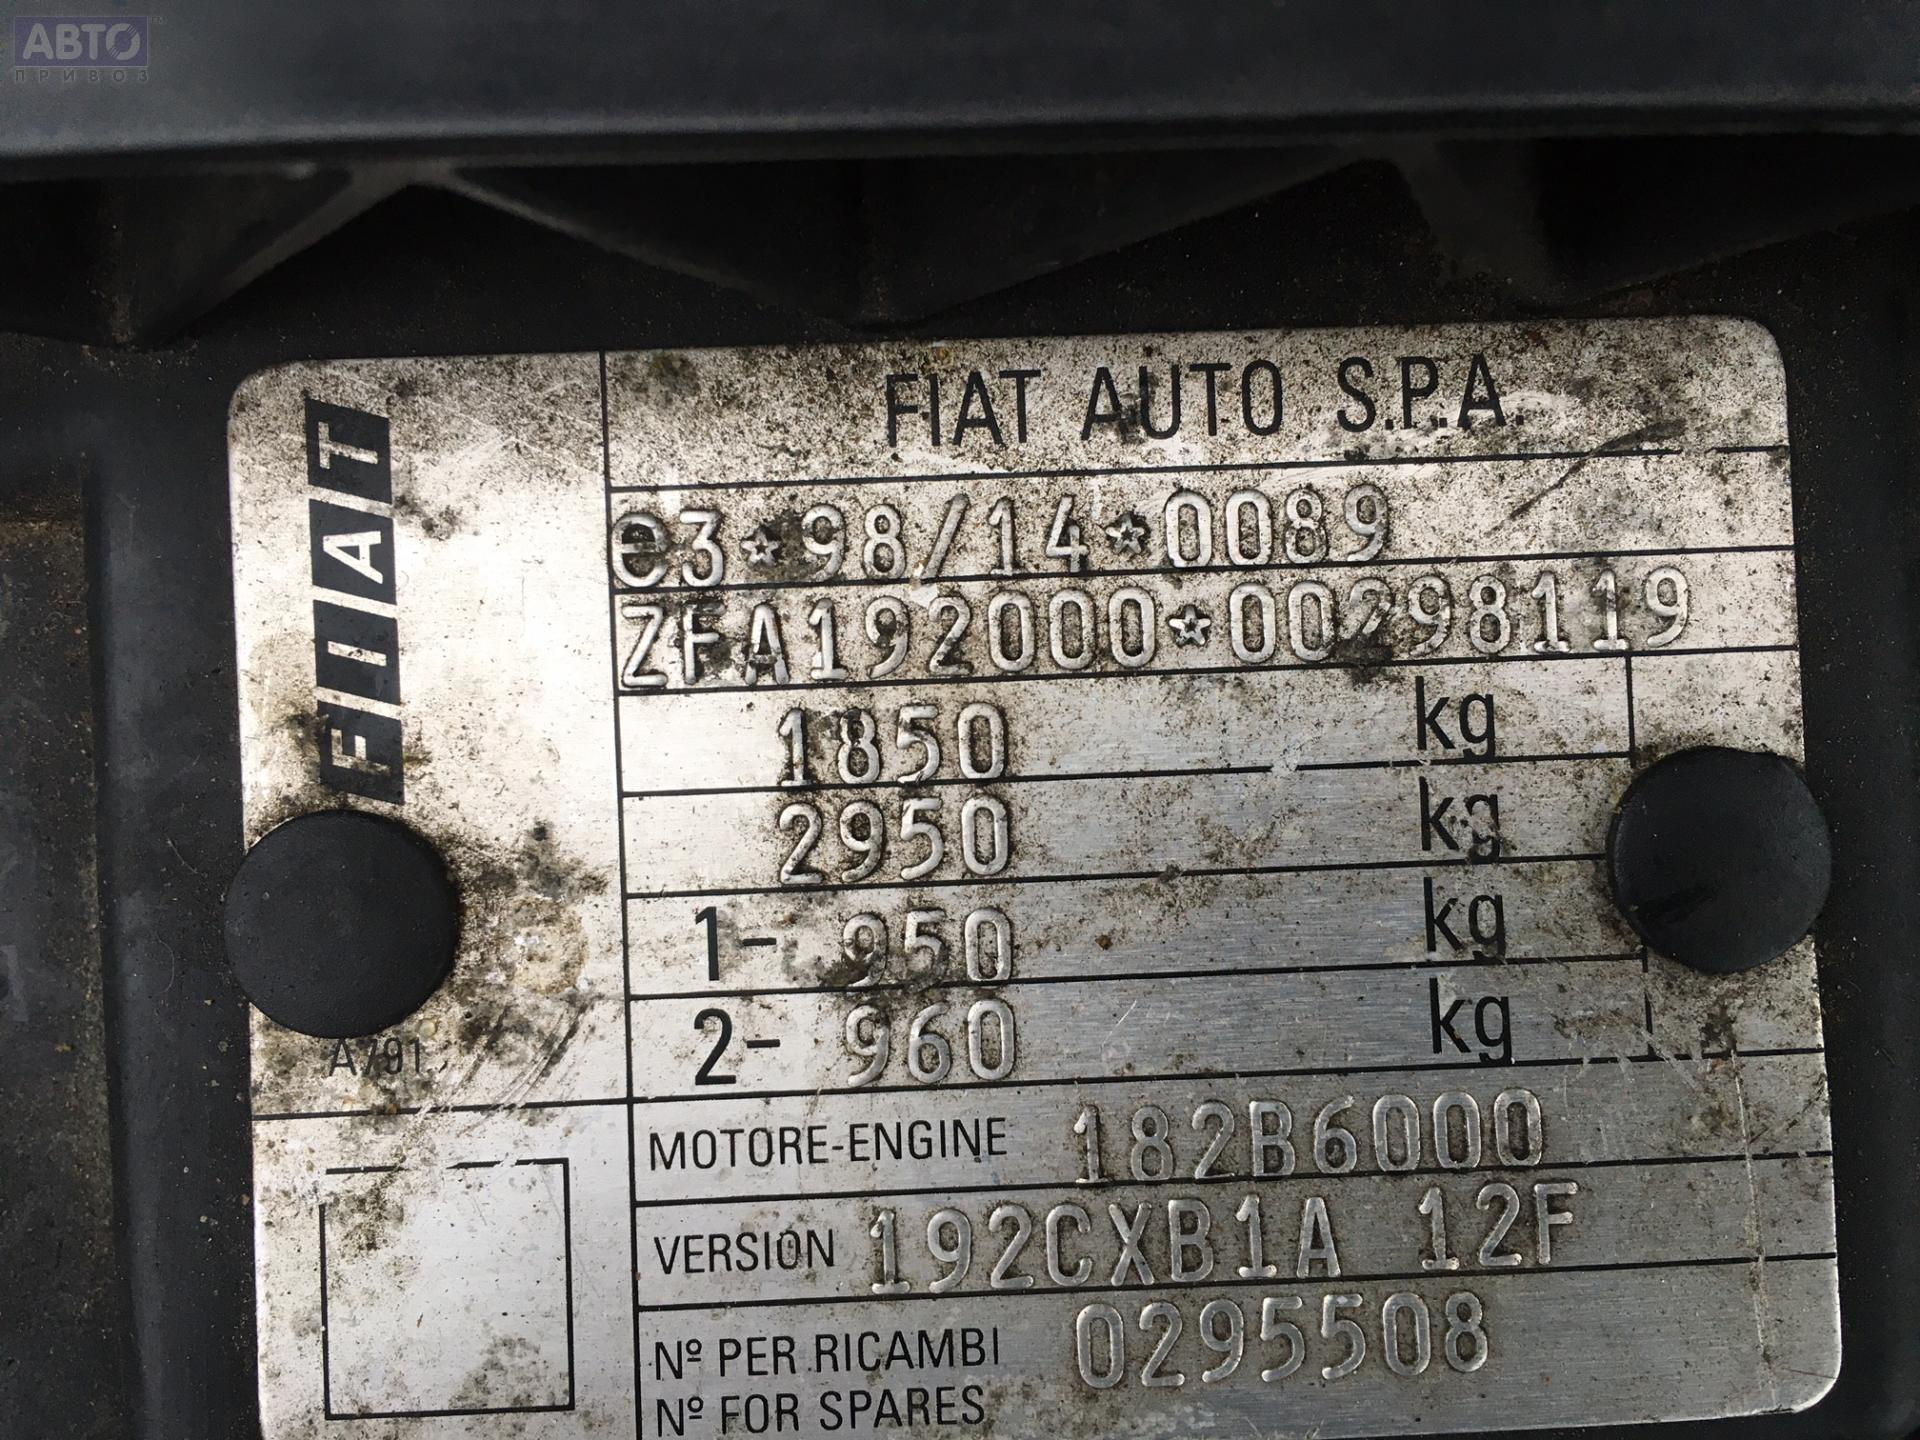 АВТО
ПРИВОЗ
FIAT
FIAT AUTO S.P.A.
e3*98/14*0089
ZFA192000*00298119
1850 kg
2950 kg
1- 950 kg
2- 960 kg
A791
MOTORE-ENGINE 182B6000
VERSION 192CXB1A 12F
Nº PER RICAMBI 0295508
Nº FOR SPARES